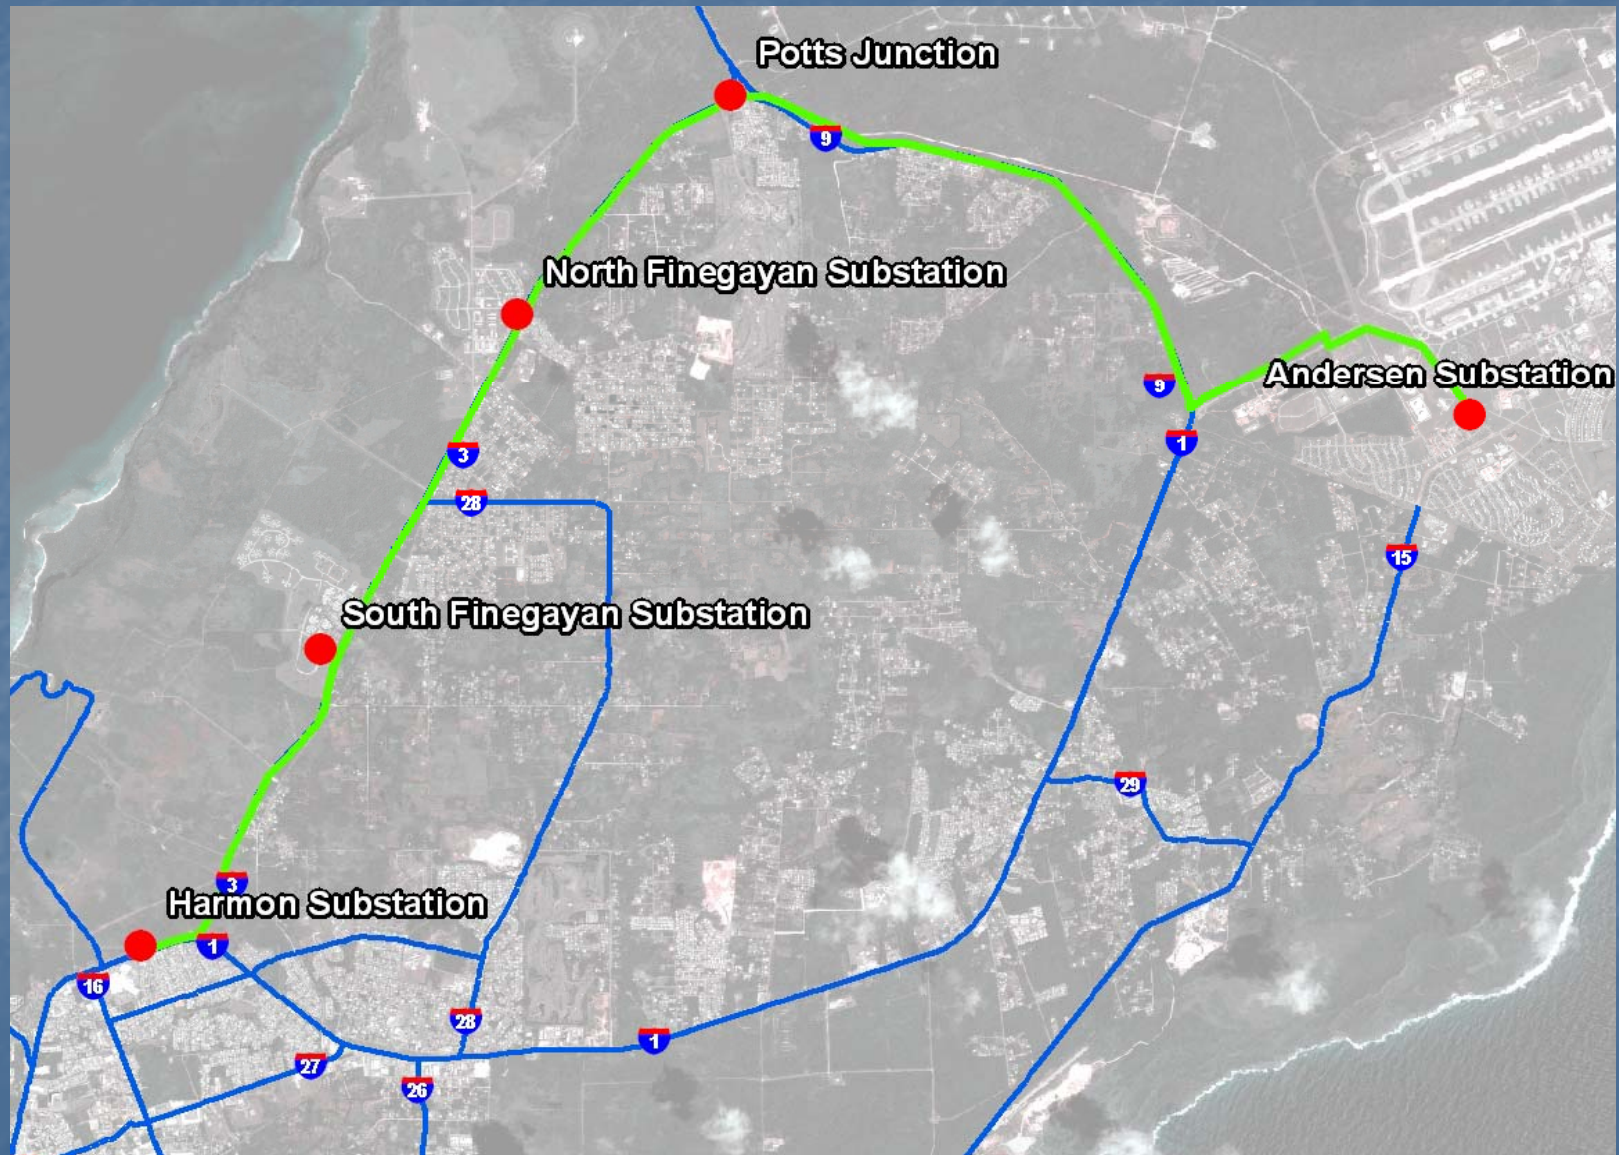 Potts Junction
9
North Finegayan Substation
Andersen Substation
9
1
3
28
15
South Finegayan Substation
29
3
Harmon Substation
1
16
28
1
27
26